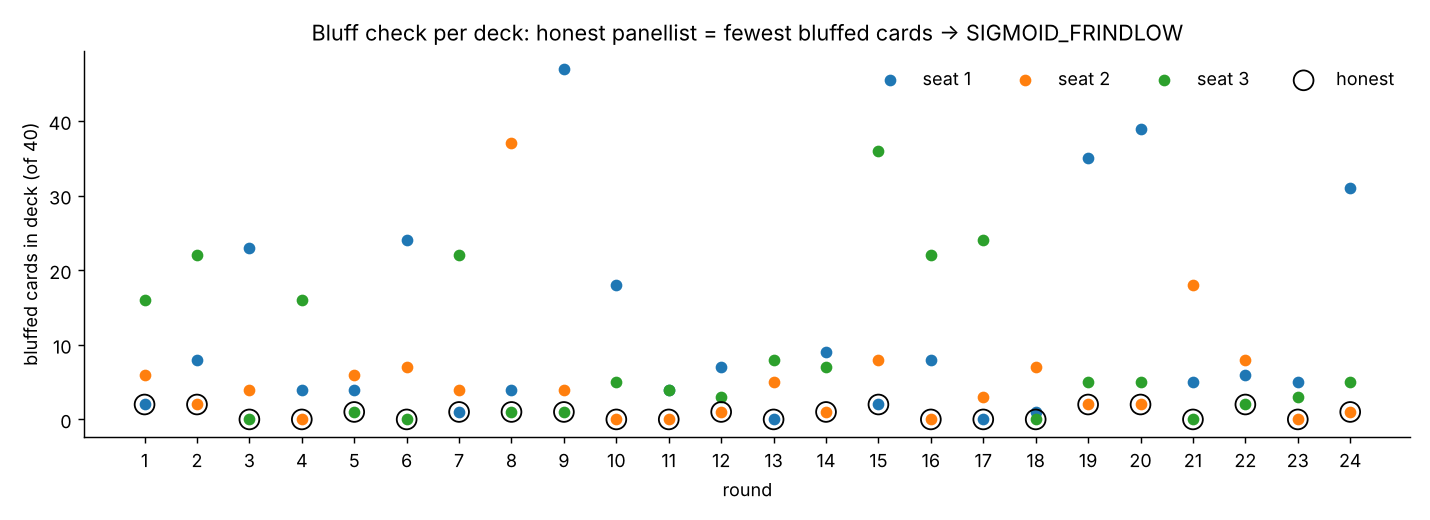 Bluff check per deck: honest panellist = fewest bluffed cards → SIGMOID_FRINDLOW
seat 1 seat 2 seat 3 honest
bluffed cards in deck (of 40)
40
30
20
10
0
1 2 3 4 5 6 7 8 9 10 11 12 13 14 15 16 17 18 19 20 21 22 23 24
round